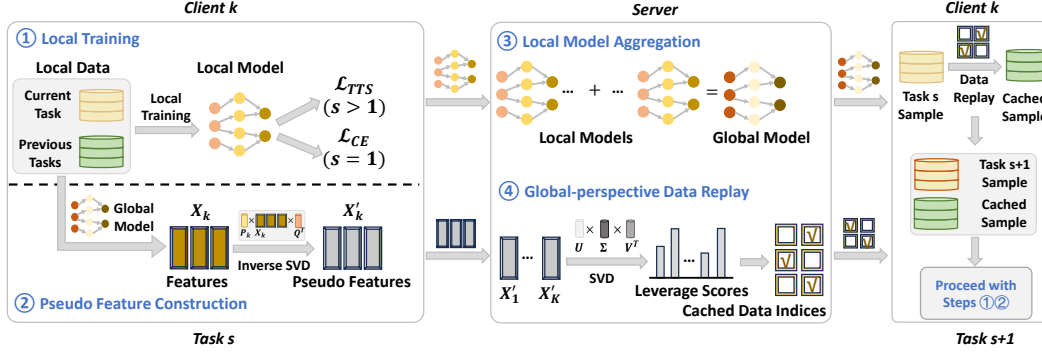 Client k
Server
Client k
① Local Training
Local Data
Current
Task
Previous
Tasks
Local
Training
Local Model
ℒ_TTS
(s > 1)
ℒ_CE
(s = 1)
Global
Model
X_k
Features
P_k × X_k × Q^T
Inverse SVD
X'_k
Pseudo Features
② Pseudo Feature Construction
Task s
③ Local Model Aggregation
... + ... =
Local Models
Global Model
④ Global-perspective Data Replay
X'_1 ... X'_K
U × Σ × V^T
SVD
...
Leverage Scores
√
√
√
Cached Data Indices
√
√
Task s
Sample
√
√
Data
Replay
Cached
Sample
Task s+1
Sample
Cached
Sample
Proceed with
Steps ①②
Task s+1